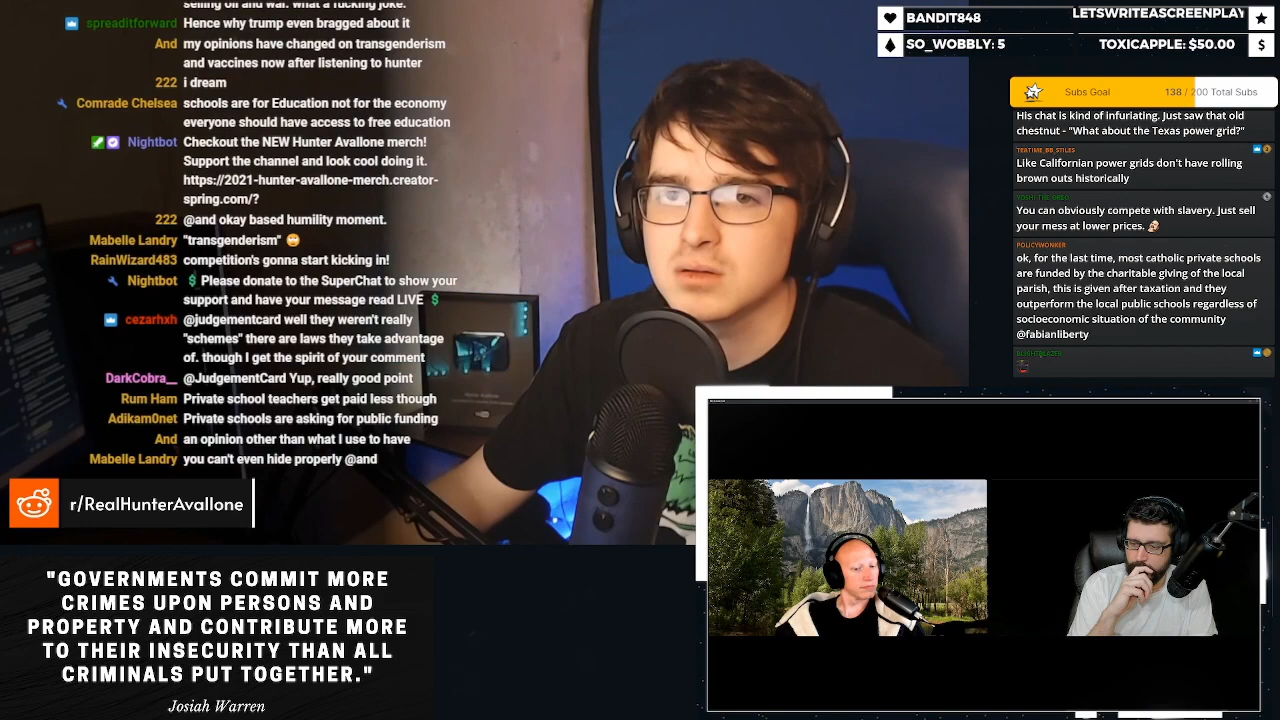 selling oil and war. what a fucking joke.
spreaditforward Hence why trump even bragged about it
And my opinions have changed on transgenderism
and vaccines now after listening to hunter
222 i dream
Comrade Chelsea schools are for Education not for the economy
everyone should have access to free education
Nightbot Checkout the NEW Hunter Avallone merch!
Support the channel and look cool doing it.
https://2021-hunter-avallone-merch.creator-
spring.com/?
222 @and okay based humility moment.
Mabelle Landry "transgenderism" 🙄
RainWizard483 competition's gonna start kicking in!
Nightbot 💲 Please donate to the SuperChat to show your
support and have your message read LIVE 💲
cezarhxh @judgementcard well they weren't really
"schemes" there are laws they take advantage
of. though I get the spirit of your comment
DarkCobra__ @JudgementCard Yup, really good point
Rum Ham Private school teachers get paid less though
Adikam0net Private schools are asking for public funding
And an opinion other than what I use to have
Mabelle Landry you can't even hide properly @and
r/RealHunterAvallone
"GOVERNMENTS COMMIT MORE
CRIMES UPON PERSONS AND
PROPERTY AND CONTRIBUTE MORE
TO THEIR INSECURITY THAN ALL
CRIMINALS PUT TOGETHER."
Josiah Warren
BANDIT848
LETSWRITEASCREENPLAY
SO_WOBBLY: 5
TOXICAPPLE: $50.00
$
Subs Goal 138 / 200 Total Subs
His chat is kind of infuriating. Just saw that old
chestnut - "What about the Texas power grid?"
TEATIME_BB_STILES
Like Californian power grids don't have rolling
brown outs historically
You can obviously compete with slavery. Just sell
your mess at lower prices.
POLICYWONKER
ok, for the last time, most catholic private schools
are funded by the charitable giving of the local
parish, this is given after taxation and they
outperform the local public schools regardless of
socioeconomic situation of the community
@fabianliberty